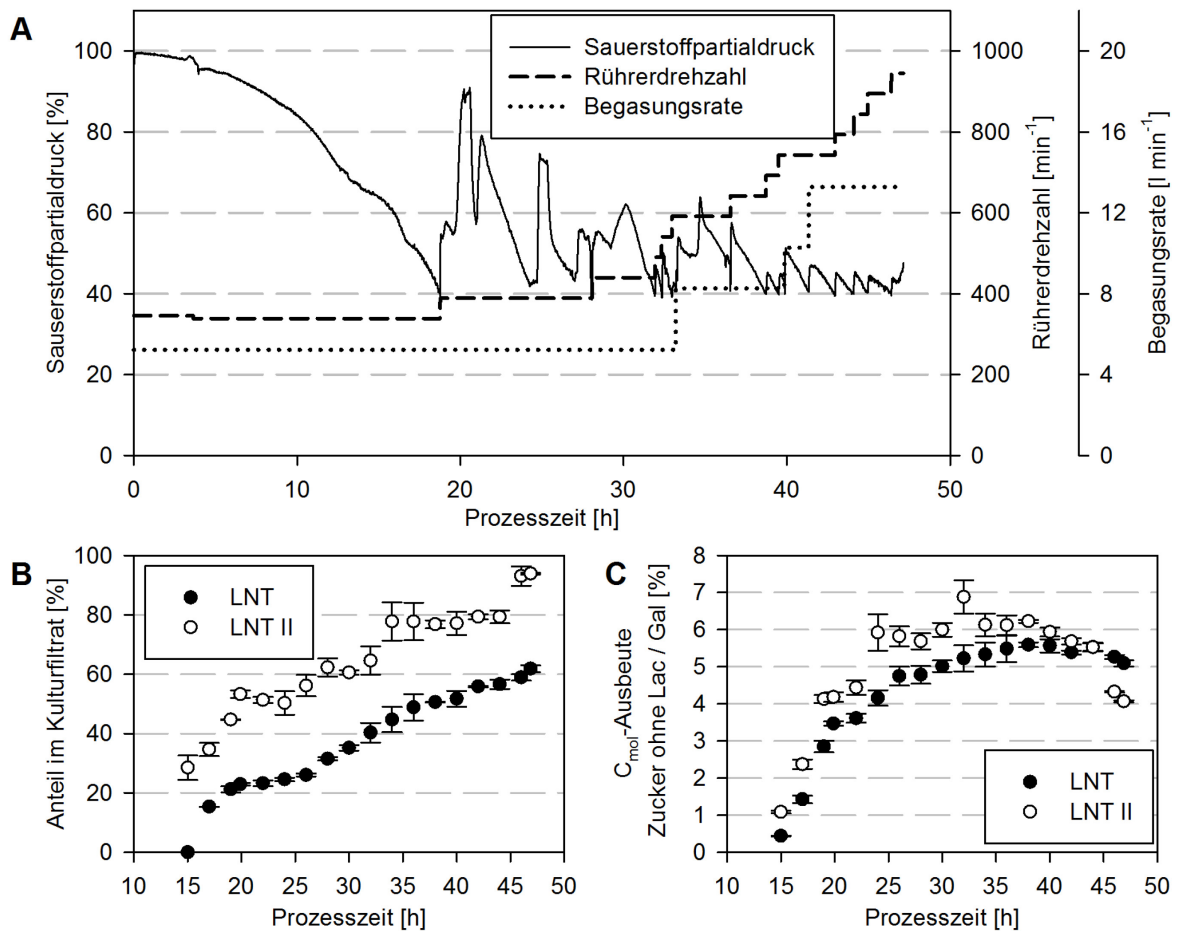 A
Sauerstoffpartialdruck
Rührerdrehzahl
Begasungsrate
Sauserstoffpartialdruck [%]
100
80
60
40
20
0
1000
800
600
400
200
0
Rührerdrehzahl [min⁻¹]
20
16
12
8
4
0
Begasungsrate [l min⁻¹]
0 10 20 30 40 50
Prozesszeit [h]
B
LNT
LNT II
Anteil im Kulturfiltrat [%]
100
80
60
40
20
0
10 15 20 25 30 35 40 45 50
Prozesszeit [h]
C
Cmol-Ausbeute
Zucker ohne Lac / Gal [%]
8
7
6
5
4
3
2
1
0
LNT
LNT II
10 15 20 25 30 35 40 45 50
Prozesszeit [h]